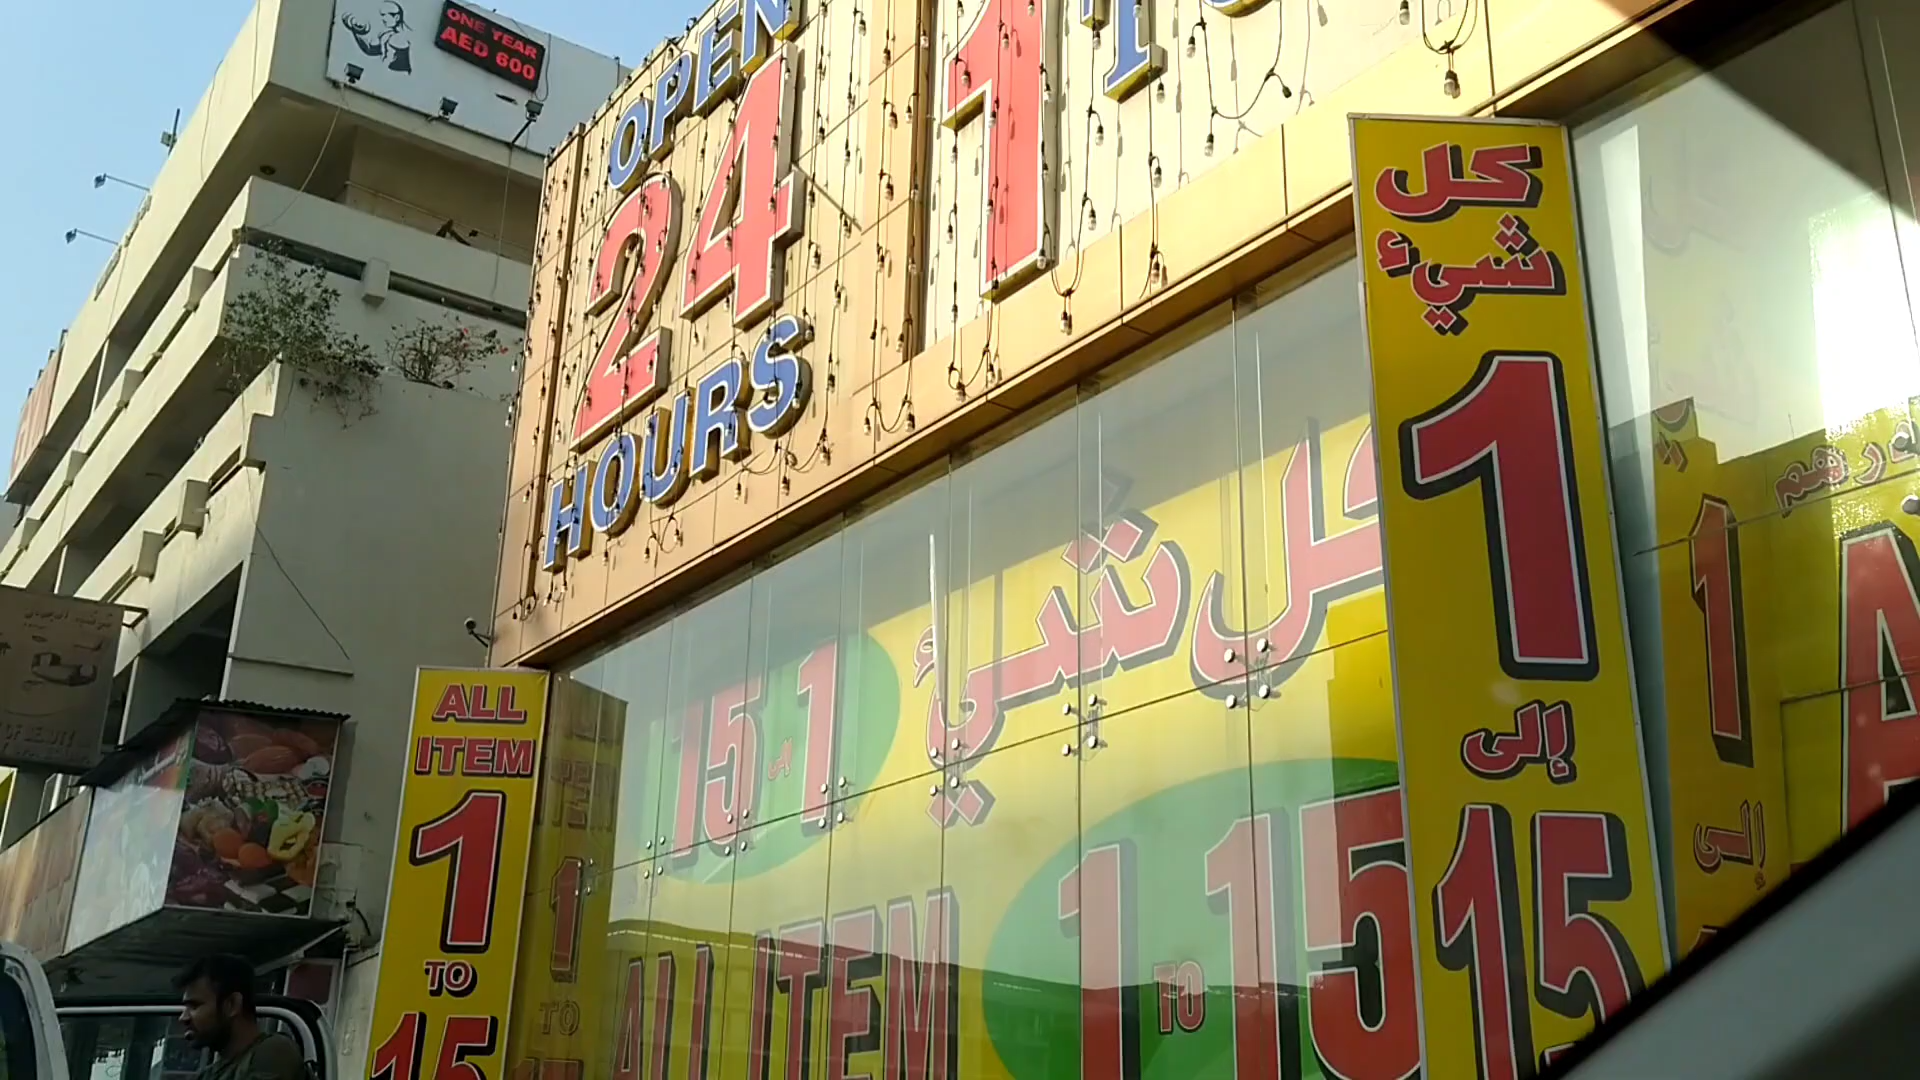 ONE YEAR
AED 600
OPEN
24
HOURS
1
كل
شيء
1
إلى
15
كل شيء
1 إلى 15
ALL ITEM
1 TO 15
ALL
ITEM
1
TO
15
درهم
1
إلى